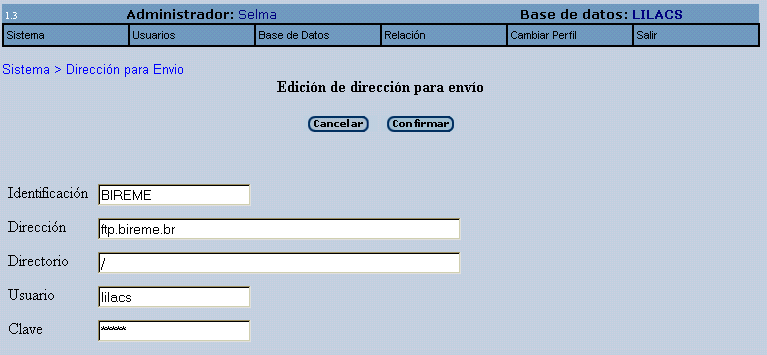 1.3 Administrador: Selma Base de datos: LILACS
Sistema Usuarios Base de Datos Relación Cambiar Perfil Salir
Sistema > Dirección para Envio
Edición de dirección para envío
Cancelar Confirmar
Identificación BIREME
Dirección ftp.bireme.br
Directorio /
Usuario lilacs
Clave *****